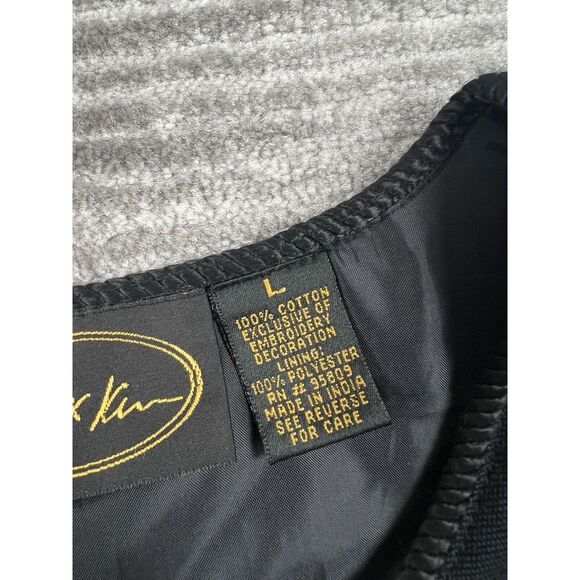 L
100% COTTON
EXCLUSIVE OF
EMBROIDERY
DECORATION
LINING:
100% POLYESTER
RN # 95809
MADE IN INDIA
SEE REVERSE
FOR CARE